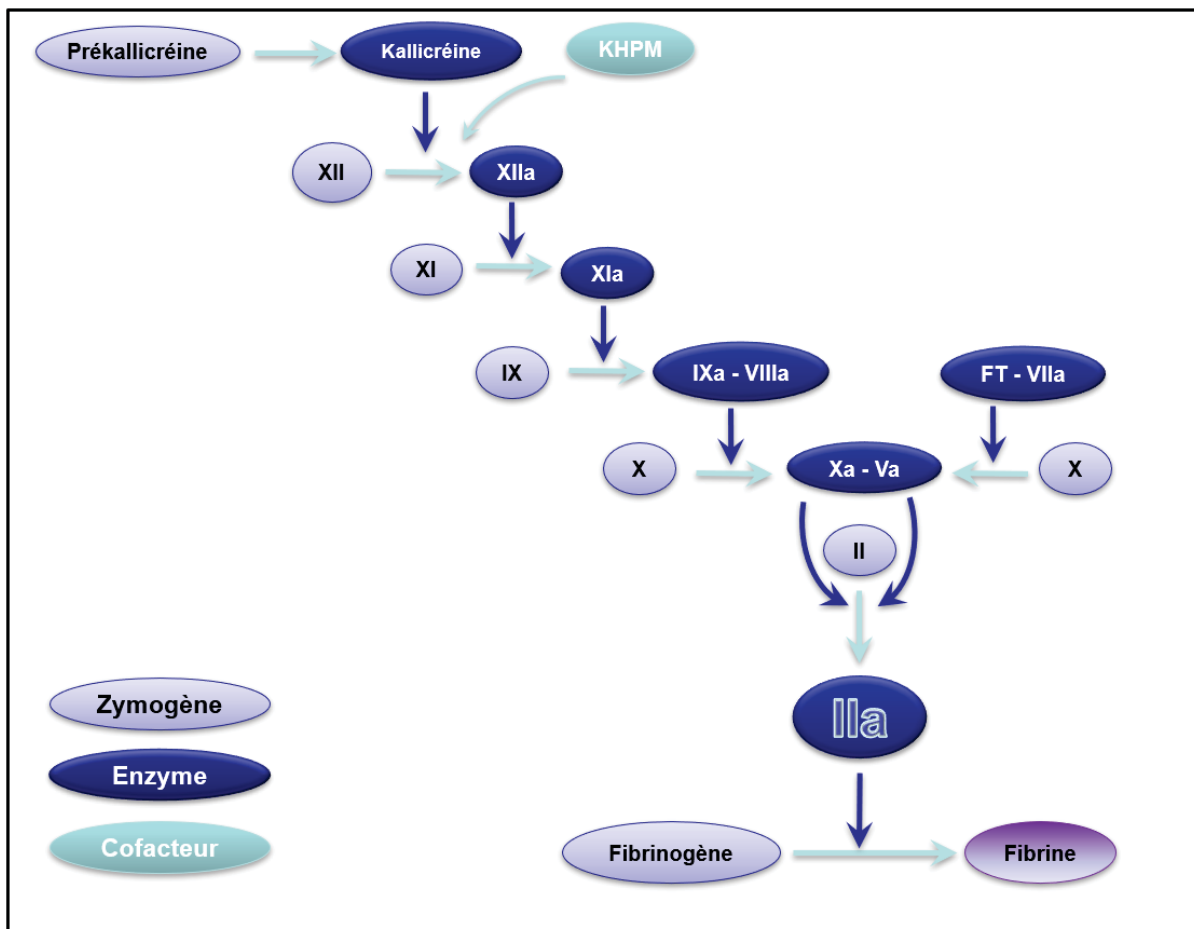 Prékallicréine
Kallicréine
KHPM
XII
XIIa
XI
XIa
IX
IXa - VIIIa
FT - VIIa
X
Xa - Va
X
II
Zymogène
IIa
Enzyme
Cofacteur
Fibrinogène
Fibrine